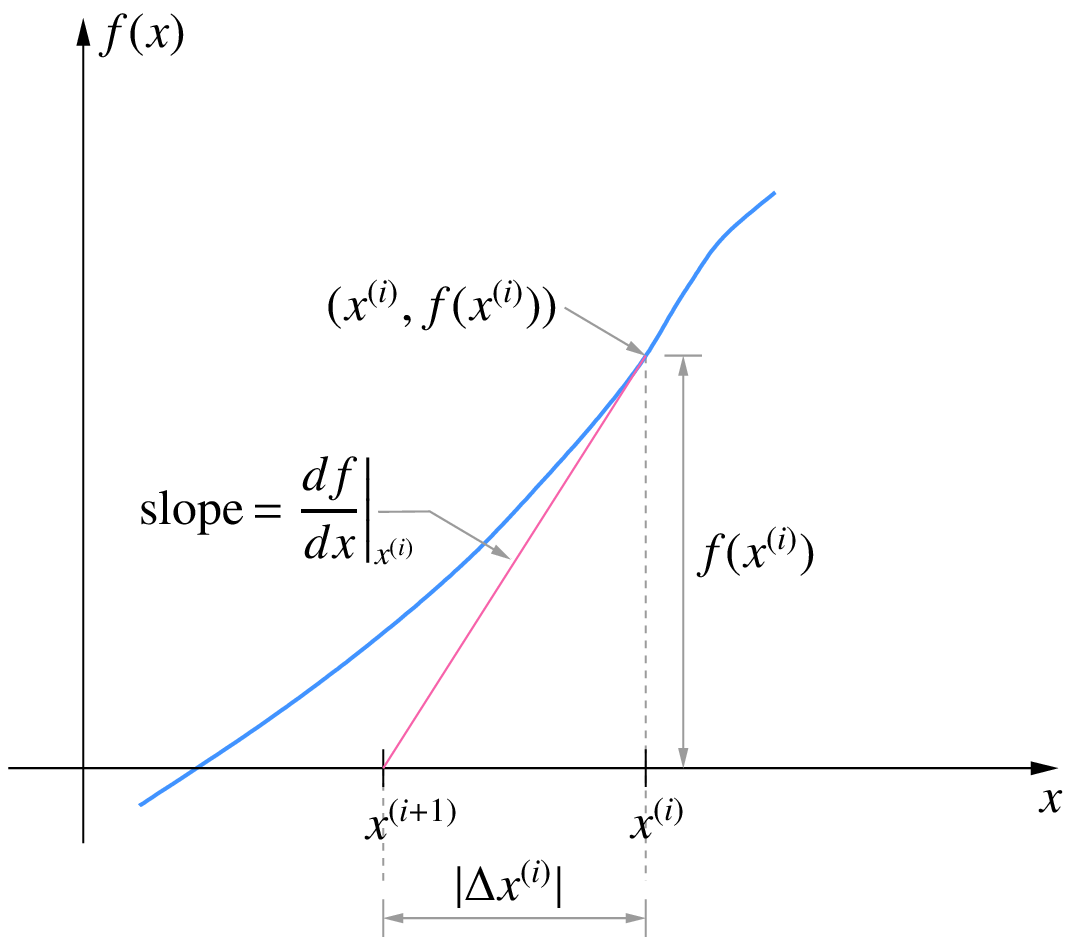 f(x)
(x^(i), f(x^(i)))
slope = df/dx|_x^(i)
f(x^(i))
x^(i+1)
x^(i)
x
|Δx^(i)|